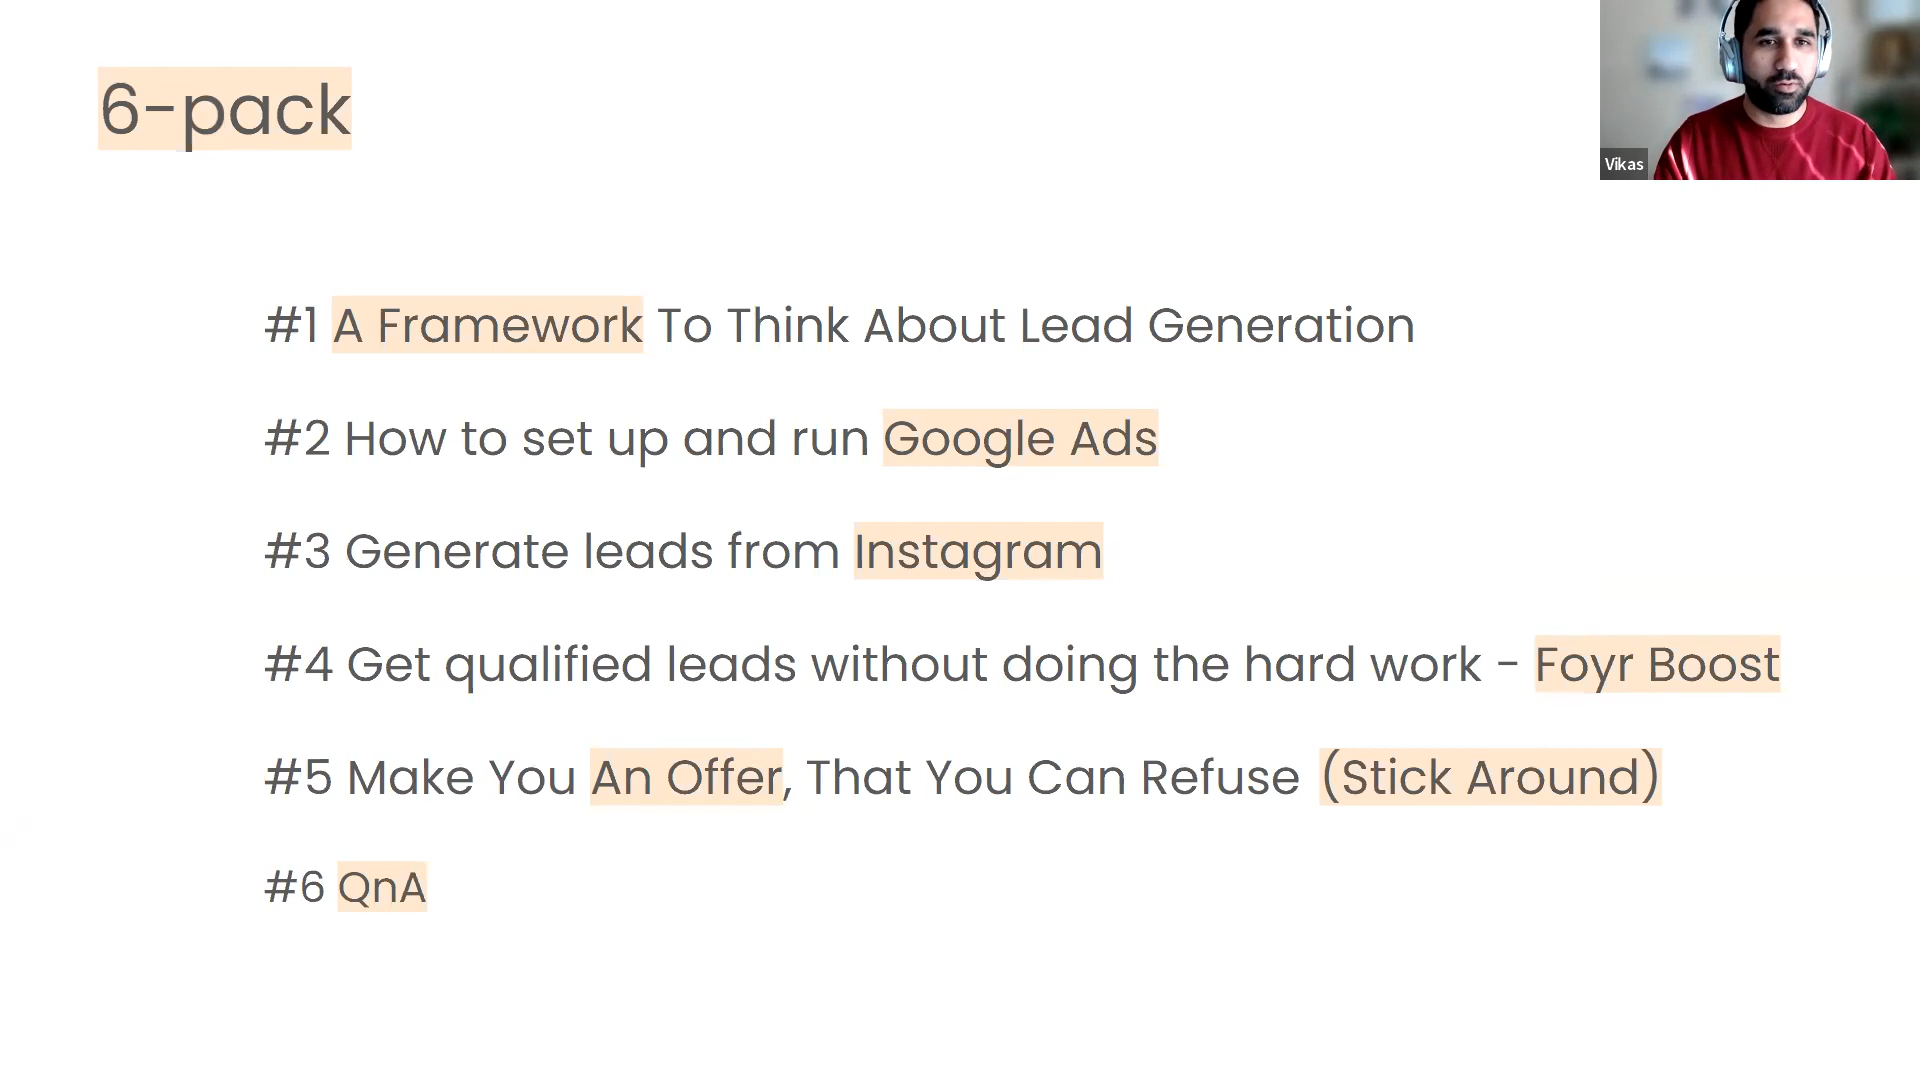 6-pack
Vikas
#1 A Framework To Think About Lead Generation
#2 How to set up and run Google Ads
#3 Generate leads from Instagram
#4 Get qualified leads without doing the hard work - Foyr Boost
#5 Make You An Offer, That You Can Refuse (Stick Around)
#6 QnA